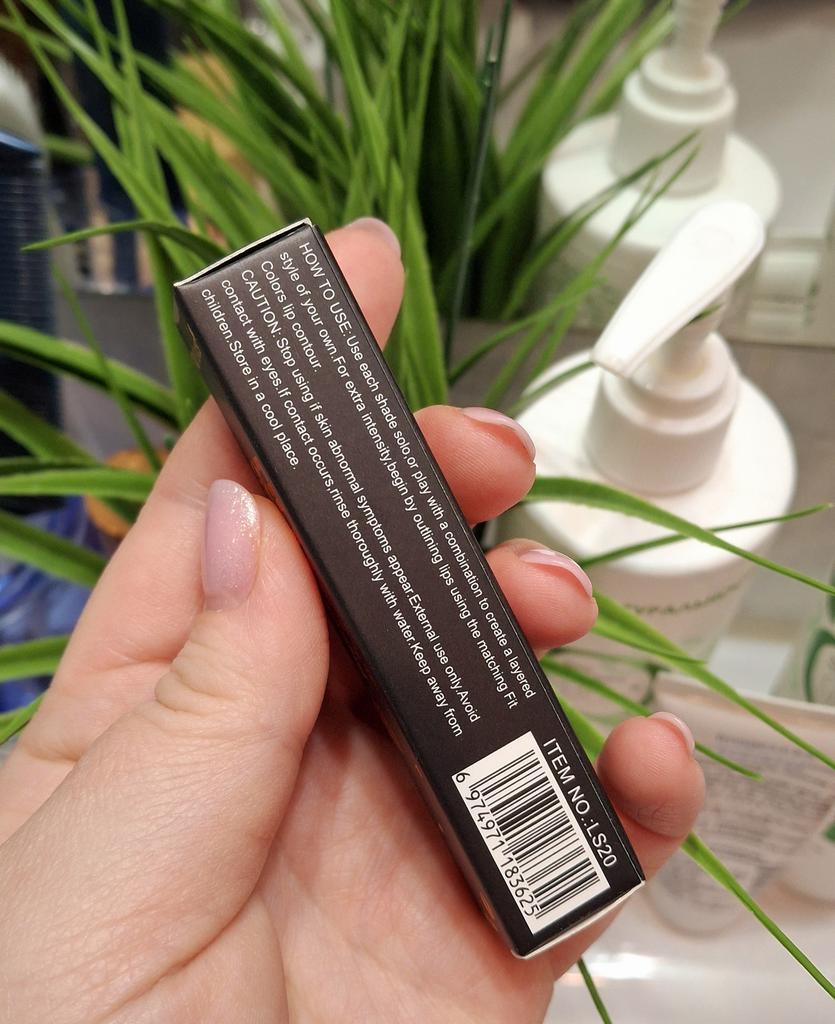 HOW TO USE: Use each shade solo,or play with a combination to create a layered
style of your own.For extra intensity,begin by outlining lips using the matching Fit
Colors lip contour.
CAUTION: Stop using if skin abnormal symptoms appear.External use only.Avoid
contact with eyes.If contact occurs,rinse thoroughly with water.Keep away from
children.Store in a cool place.
ITEM NO.:LS20
6 974971 183625